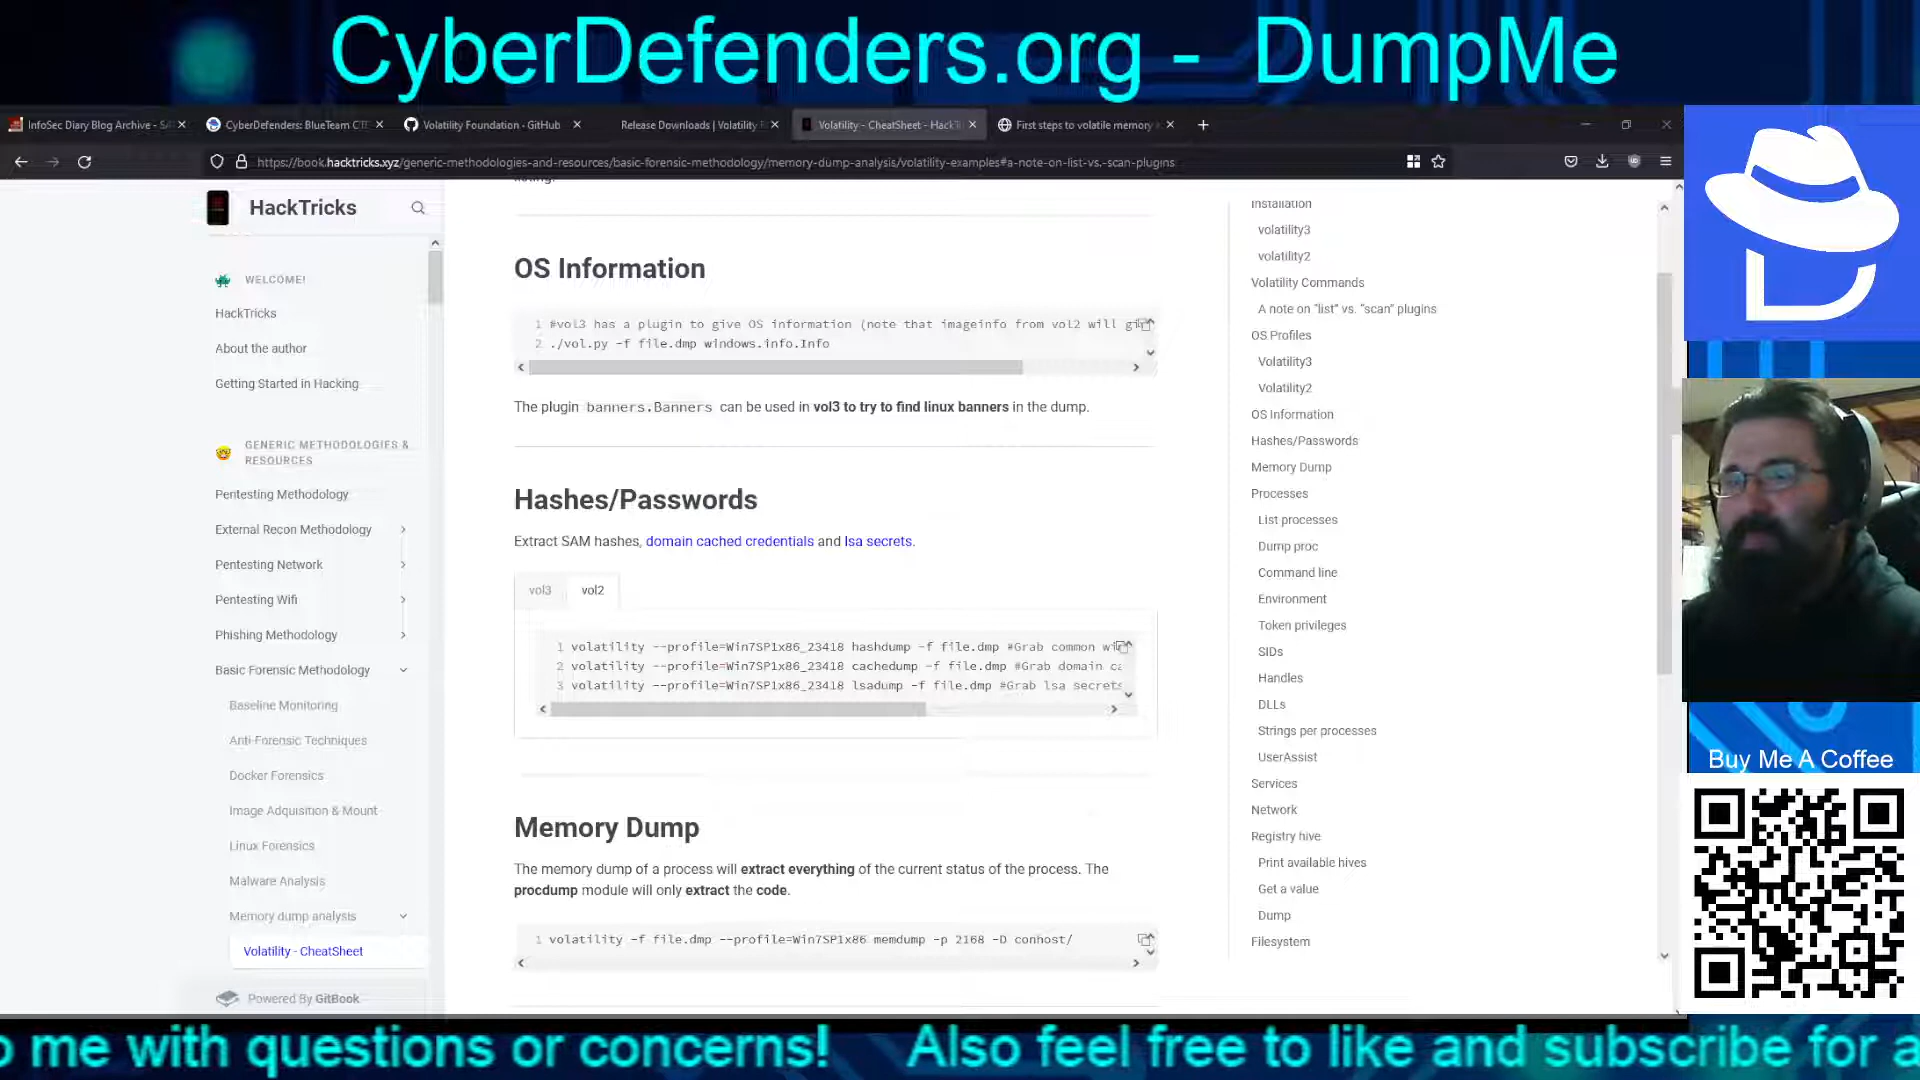 CyberDefenders.org - DumpMe
InfoSec Diary Blog Archive - SA
CyberDefenders: BlueTeam CTF
Volatility Foundation - GitHub
Release Downloads | Volatility F
Volatility - CheatSheet - HackT
First steps to volatile memory
https://book.hacktricks.xyz/generic-methodologies-and-resources/basic-forensic-methodology/memory-dump-analysis/volatility-examples#a-note-on-list-vs.-scan-plugins
HackTricks
WELCOME!
HackTricks
About the author
Getting Started in Hacking
GENERIC METHODOLOGIES &
RESOURCES
Pentesting Methodology
External Recon Methodology
Pentesting Network
Pentesting Wifi
Phishing Methodology
Basic Forensic Methodology
Baseline Monitoring
Anti-Forensic Techniques
Docker Forensics
Image Adquisition & Mount
Linux Forensics
Malware Analysis
Memory dump analysis
Volatility - CheatSheet
Powered By GitBook
OS Information
1 #vol3 has a plugin to give OS information (note that imageinfo from vol2 will gi
2 ./vol.py -f file.dmp windows.info.Info
The plugin banners.Banners can be used in vol3 to try to find linux banners in the dump.
Hashes/Passwords
Extract SAM hashes, domain cached credentials and lsa secrets.
vol3 vol2
1 volatility --profile=Win7SP1x86_23418 hashdump -f file.dmp #Grab common wi
2 volatility --profile=Win7SP1x86_23418 cachedump -f file.dmp #Grab domain ca
3 volatility --profile=Win7SP1x86_23418 lsadump -f file.dmp #Grab lsa secrets
Memory Dump
The memory dump of a process will extract everything of the current status of the process. The
procdump module will only extract the code.
1 volatility -f file.dmp --profile=Win7SP1x86 memdump -p 2168 -D conhost/
Installation
volatility3
volatility2
Volatility Commands
A note on "list" vs. "scan" plugins
OS Profiles
Volatility3
Volatility2
OS Information
Hashes/Passwords
Memory Dump
Processes
List processes
Dump proc
Command line
Environment
Token privileges
SIDs
Handles
DLLs
Strings per processes
UserAssist
Services
Network
Registry hive
Print available hives
Get a value
Dump
Filesystem
Buy Me A Coffee
o me with questions or concerns! Also feel free to like and subscribe for a